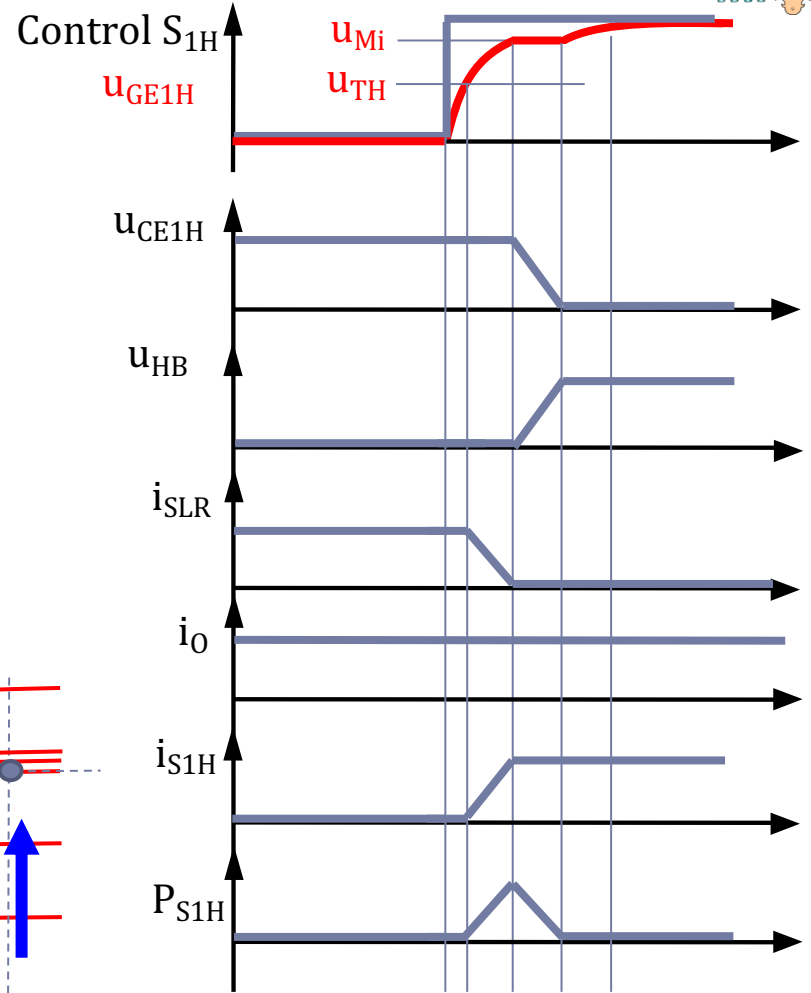 Control S1H
uMi
uGE1H
uTH
uCE1H
uHB
iSLR
iO
iS1H
PS1H